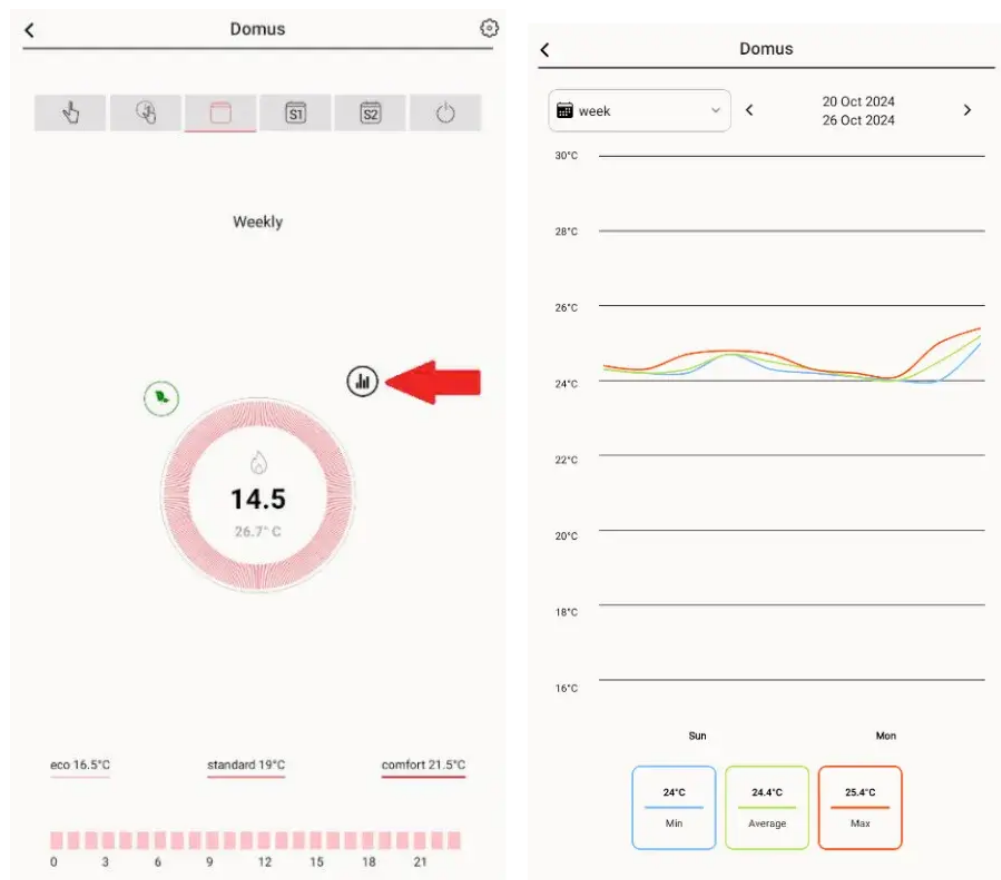 Domus
S1
S2
Weekly
14.5
26.7° C
eco 16.5°C
standard 19°C
comfort 21.5°C
0 3 6 9 12 15 18 21
Domus
week
20 Oct 2024
26 Oct 2024
30°C
28°C
26°C
24°C
22°C
20°C
18°C
16°C
Sun Mon
24°C
Min
24.4°C
Average
25.4°C
Max